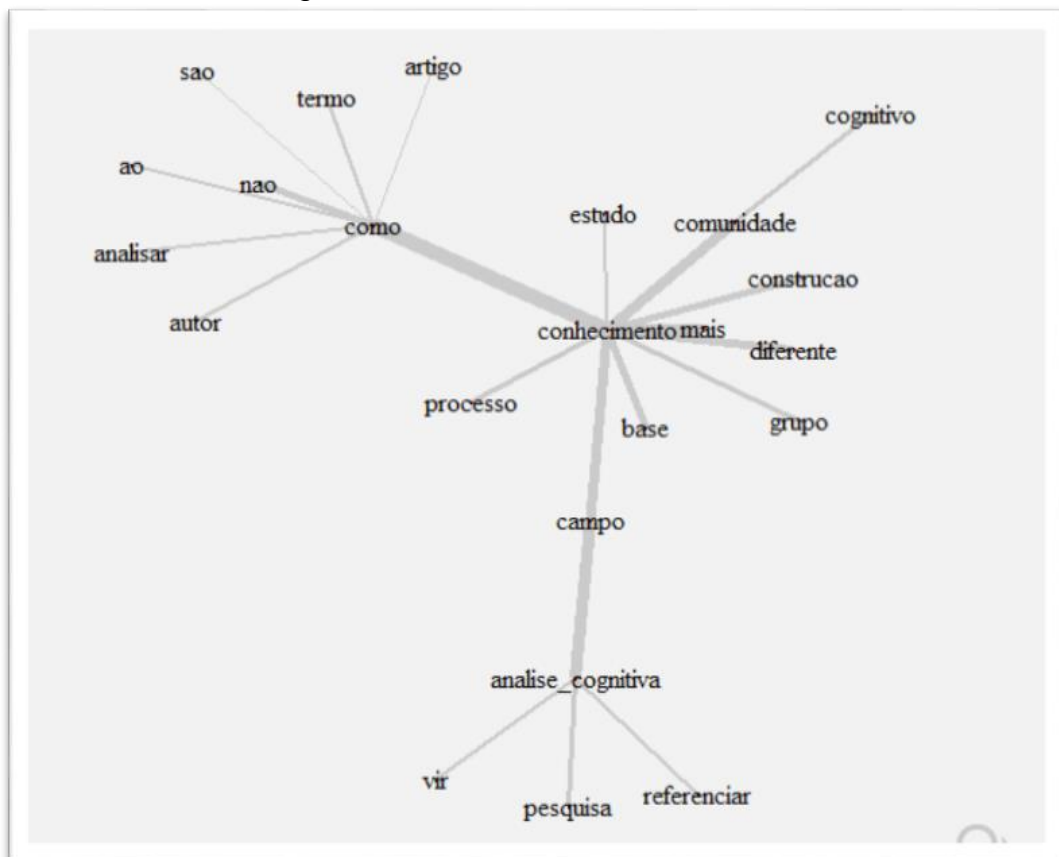 sao
artigo
termo
cognitivo
ao
nao
estudo
comunidade
como
analisar
construcao
autor
conhecimento mais
diferente
processo
base
grupo
campo
analise_cognitiva
vir
referenciar
pesquisa